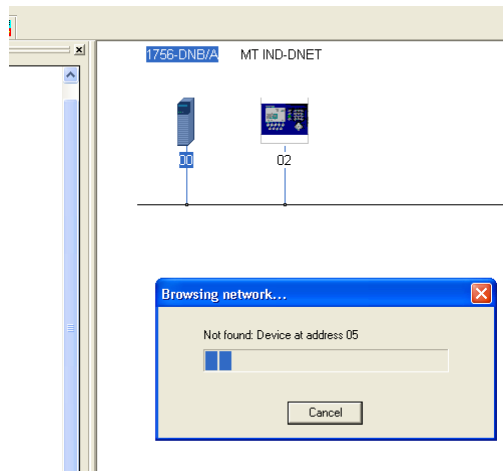 1756-DNB/A MT IND-DNET
00 02
Browsing network...
Not found: Device at address 05
Cancel